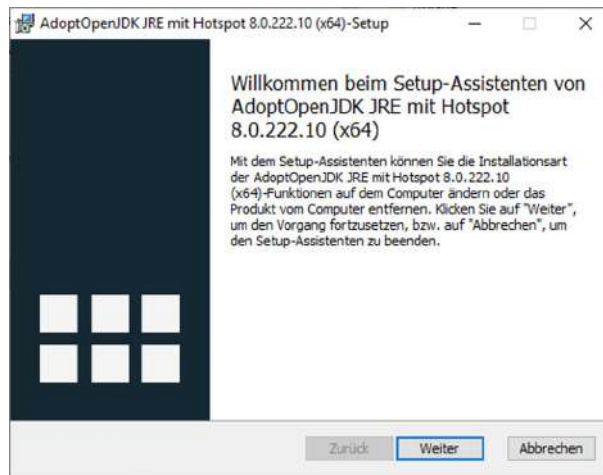 AdoptOpenJDK JRE mit Hotspot 8.0.222.10 (x64)-Setup
Willkommen beim Setup-Assistenten von
AdoptOpenJDK JRE mit Hotspot
8.0.222.10 (x64)
Mit dem Setup-Assistenten können Sie die Installationsart
der AdoptOpenJDK JRE mit Hotspot 8.0.222.10
(x64)-Funktionen auf dem Computer ändern oder das
Produkt vom Computer entfernen. Klicken Sie auf "Weiter",
um den Vorgang fortzusetzen, bzw. auf "Abbrechen", um
den Setup-Assistenten zu beenden.
Zurück Weiter Abbrechen